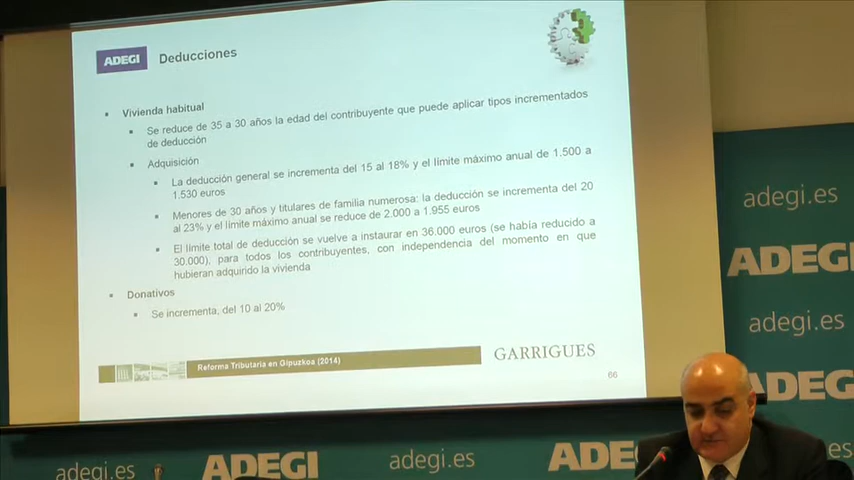 ADEGI
Deducciones
Vivienda habitual
Se reduce de 35 a 30 años la edad del contribuyente que puede aplicar tipos incrementados
de deducción
Adquisición
La deducción general se incrementa del 15 al 18% y el límite máximo anual de 1.500 a
1.530 euros
Menores de 30 años y titulares de familia numerosa: la deducción se incrementa del 20
al 23% y el límite máximo anual se reduce de 2.000 a 1.955 euros
El límite total de deducción se vuelve a instaurar en 36.000 euros (se había reducido a
30.000), para todos los contribuyentes, con independencia del momento en que
hubieran adquirido la vivienda
Donativos
Se incrementa, del 10 al 20%
Reforma Tributaria en Gipuzkoa (2014)
GARRIGUES
66
adegi.es
ADEGI
adegi.es
ADEGI
adegi.es
ADEGI
adegi.es
ADEGI
adegi.es